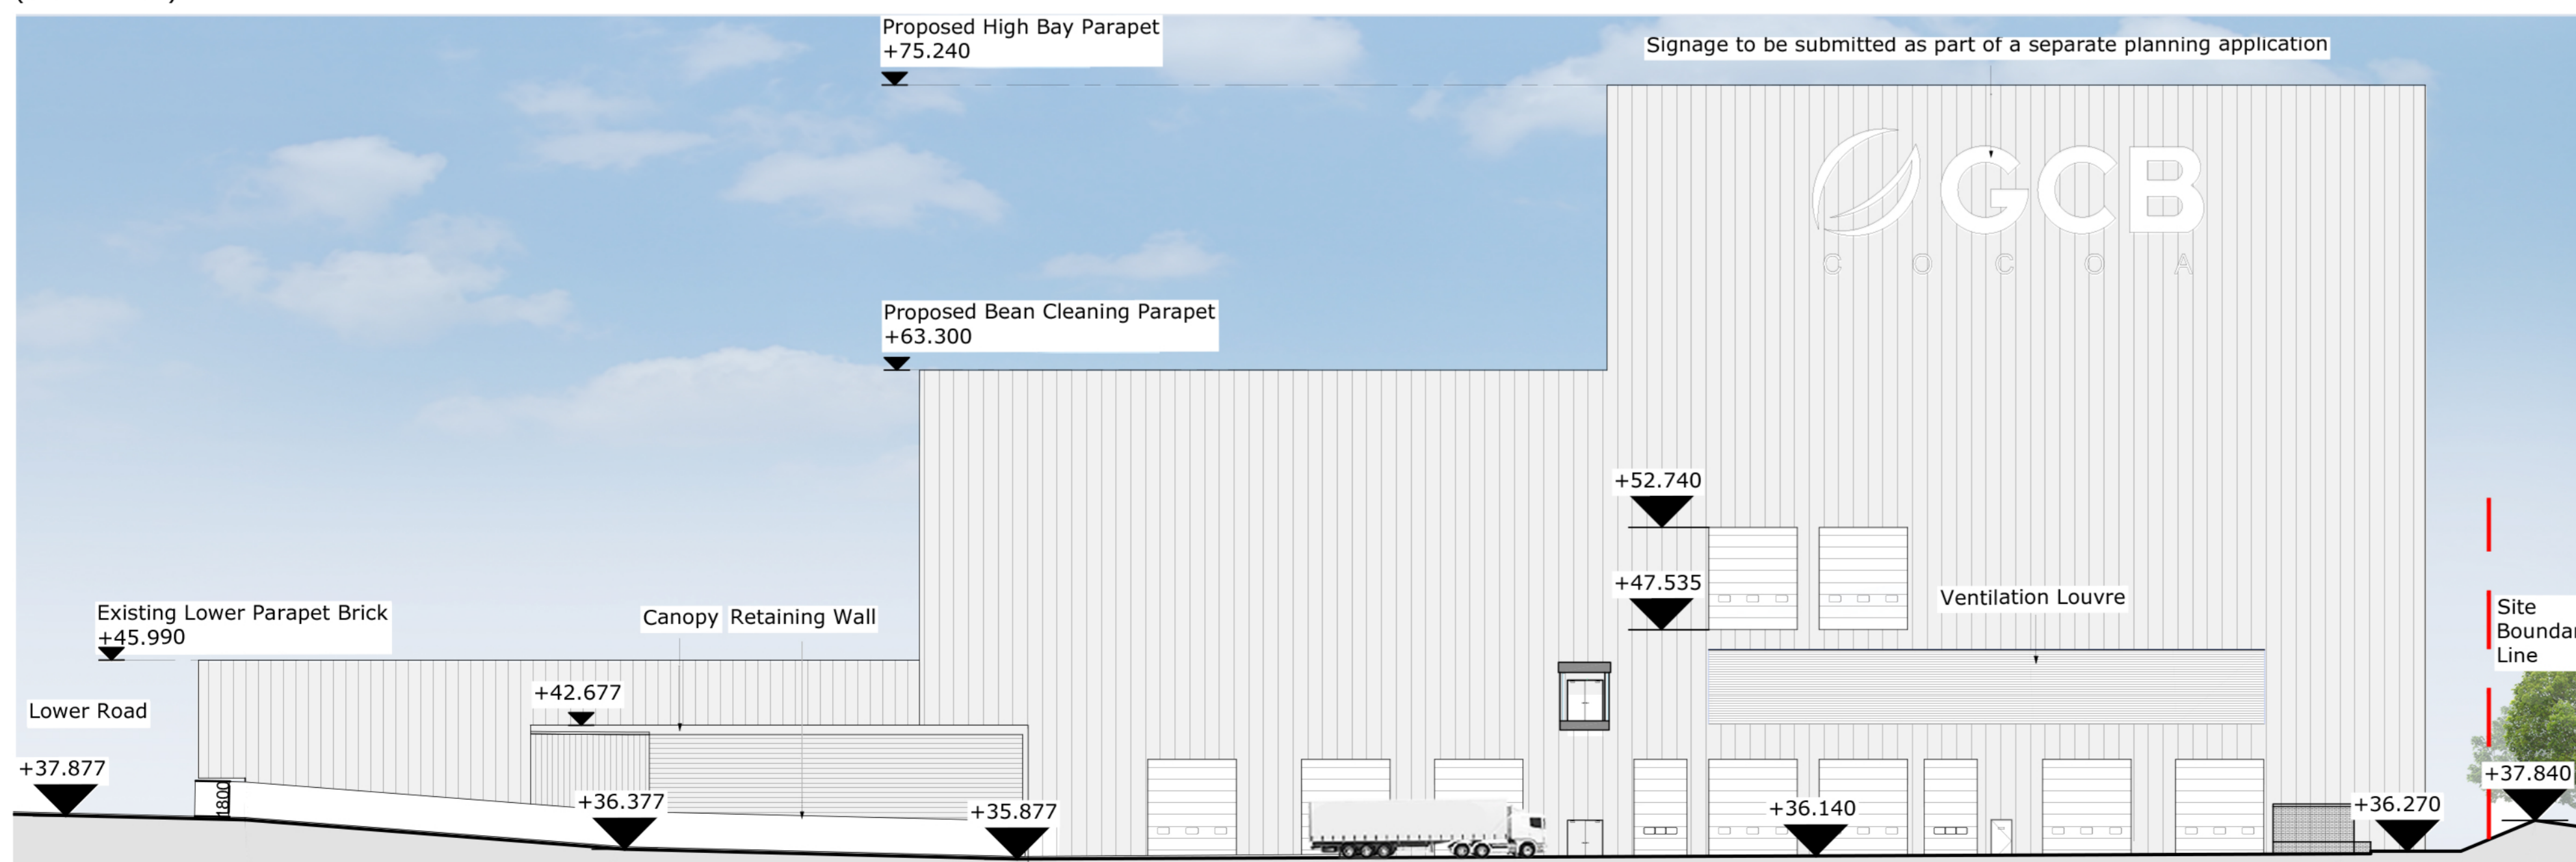 Proposed High Bay Parapet
+75.240
Signage to be submitted as part of a separate planning application
GCB
COCOA
Proposed Bean Cleaning Parapet
+63.300
+52.740
+47.535
Existing Lower Parapet Brick
+45.990
Canopy
Retaining Wall
Ventilation Louvre
Site
Line
+42.677
Lower Road
+37.877
1800
+36.377
+35.877
+36.140
+36.270
+37.840